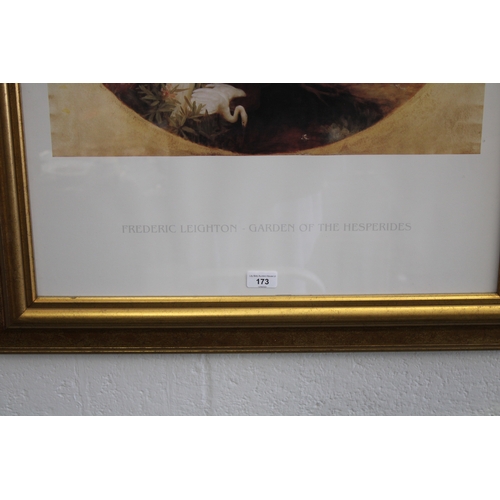 FREDERIC LEIGHTON - GARDEN OF THE HESPERIDES
173